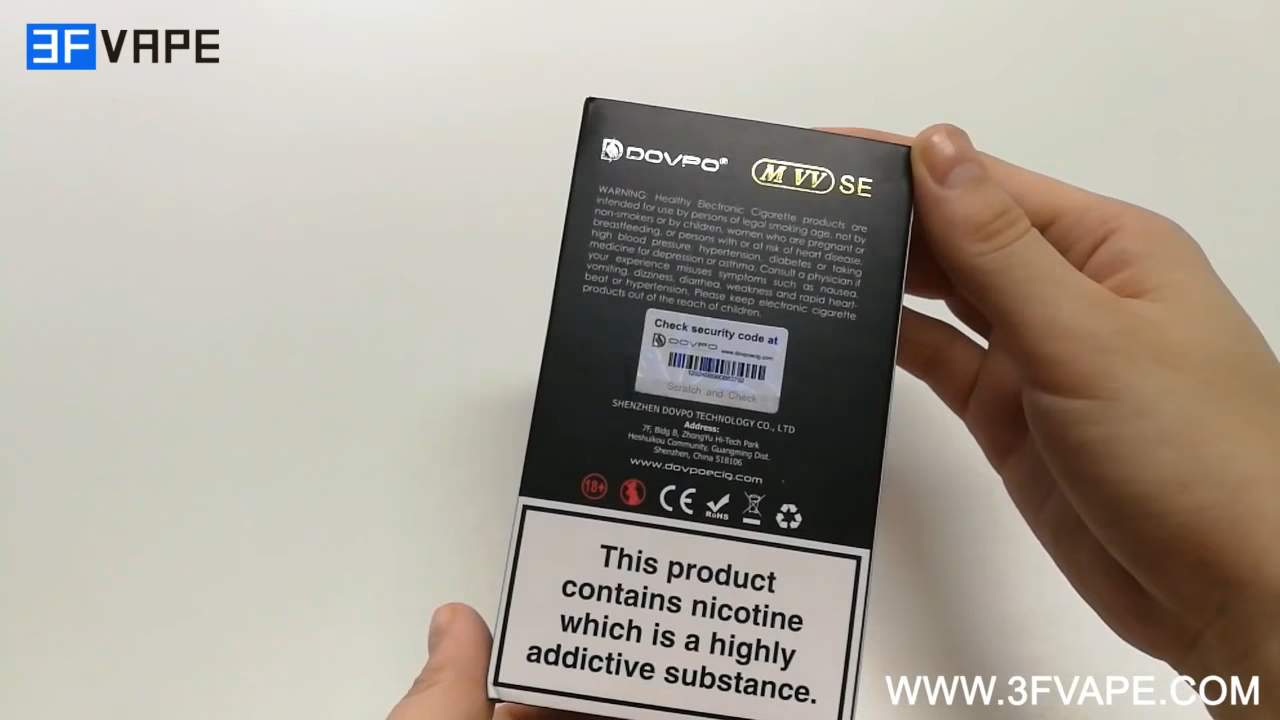 3FVAPE
DOVPO®
M VV SE
WARNING: Healthy Electronic Cigarette products are
intended for use by persons of legal smoking age, not by
non-smokers or by children, women who are pregnant or
breastfeeding, or persons with or at risk of heart disease,
high blood pressure, hypertension, diabetes or taking
medicine for depression or asthma. Consult a physician if
your experience misuses symptoms such as nausea,
vomiting, dizziness, diarrhea, weakness and rapid heart-
beat or hypertension. Please keep electronic cigarette
products out of the reach of children.
Check security code at
DOVPO www.dovpoecig.com
Scratch and Check
SHENZHEN DOVPO TECHNOLOGY CO., LTD
Address:
7F, Bldg B, ZhongYu Hi-Tech Park
Heshuikou Community, Guangming Dist.
Shenzhen, China 518106
www.dovpoecig.com
18+
CE
RoHS
This product
contains nicotine
which is a highly
addictive substance.
WWW.3FVAPE.COM